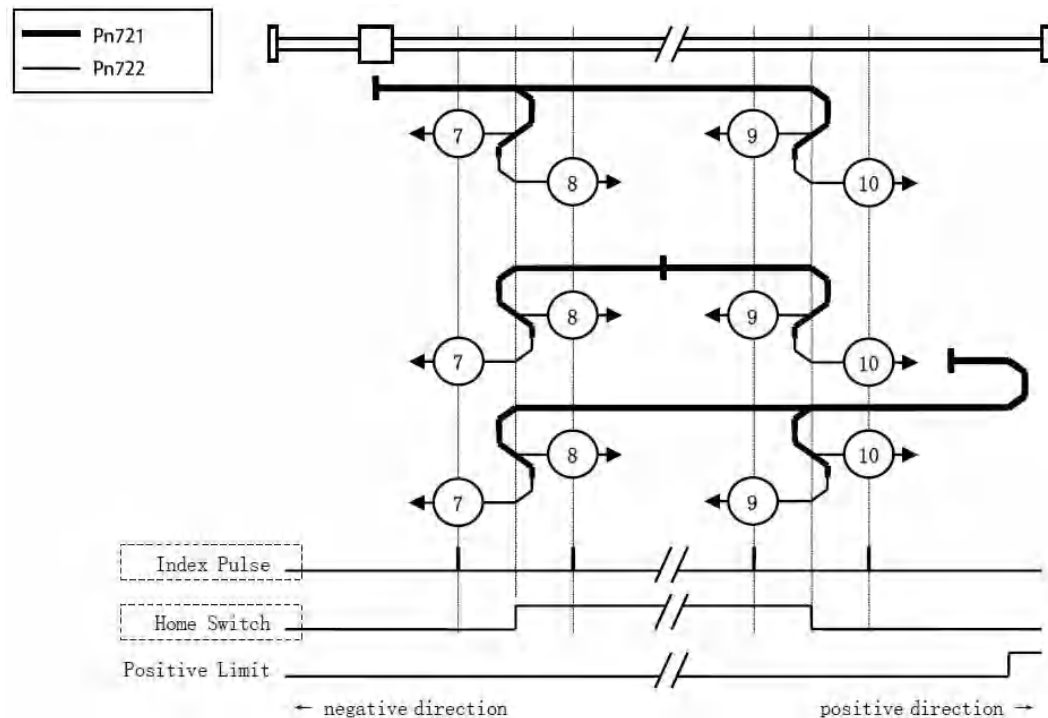 Pn721
Pn722
7
9
8
10
8
9
7
10
8
10
7
9
Index Pulse
Home Switch
Positive Limit
← negative direction
positive direction →